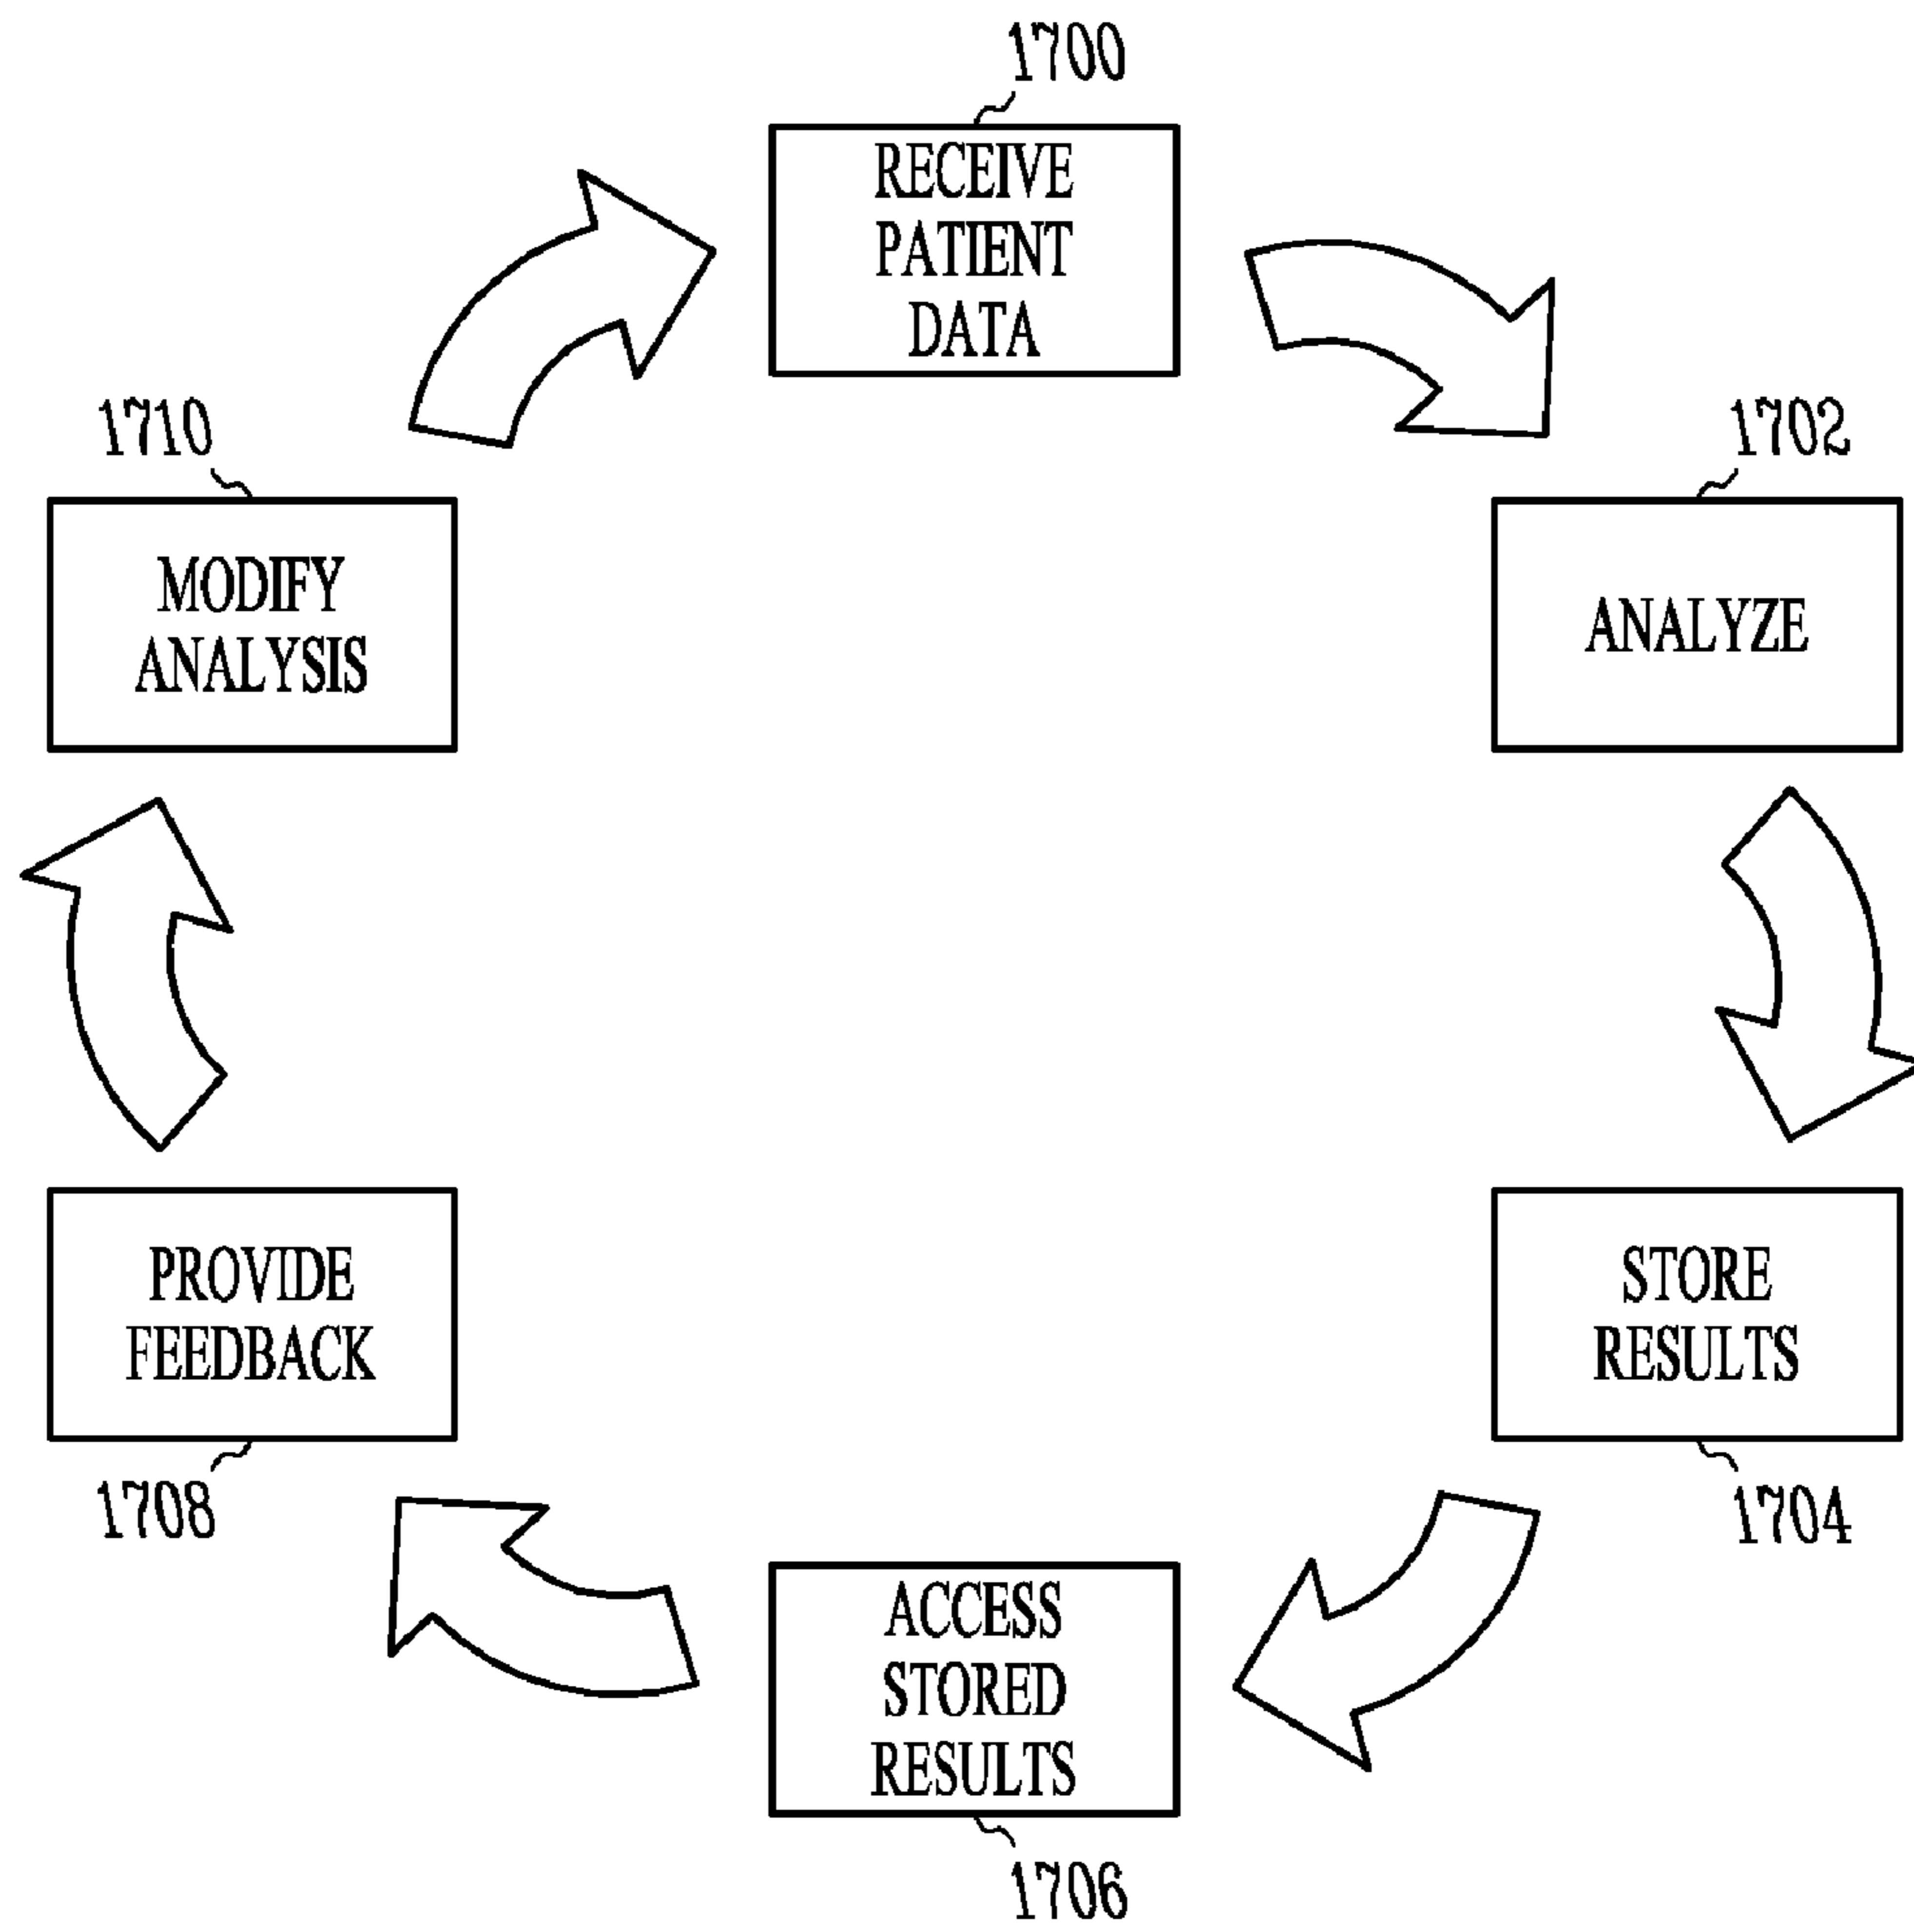 1700
RECEIVE
PATIENT
DATA
1710
1702
MODIFY
ANALYSIS
ANALYZE
PROVIDE
FEEDBACK
STORE
RESULTS
1708
1704
ACCESS
STORED
RESULTS
1706